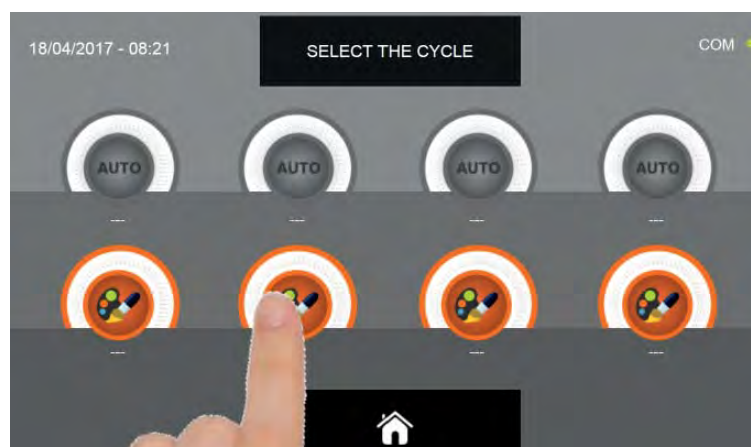 18/04/2017 - 08:21
SELECT THE CYCLE
COM
AUTO AUTO AUTO AUTO
--- --- --- ---
--- --- ---